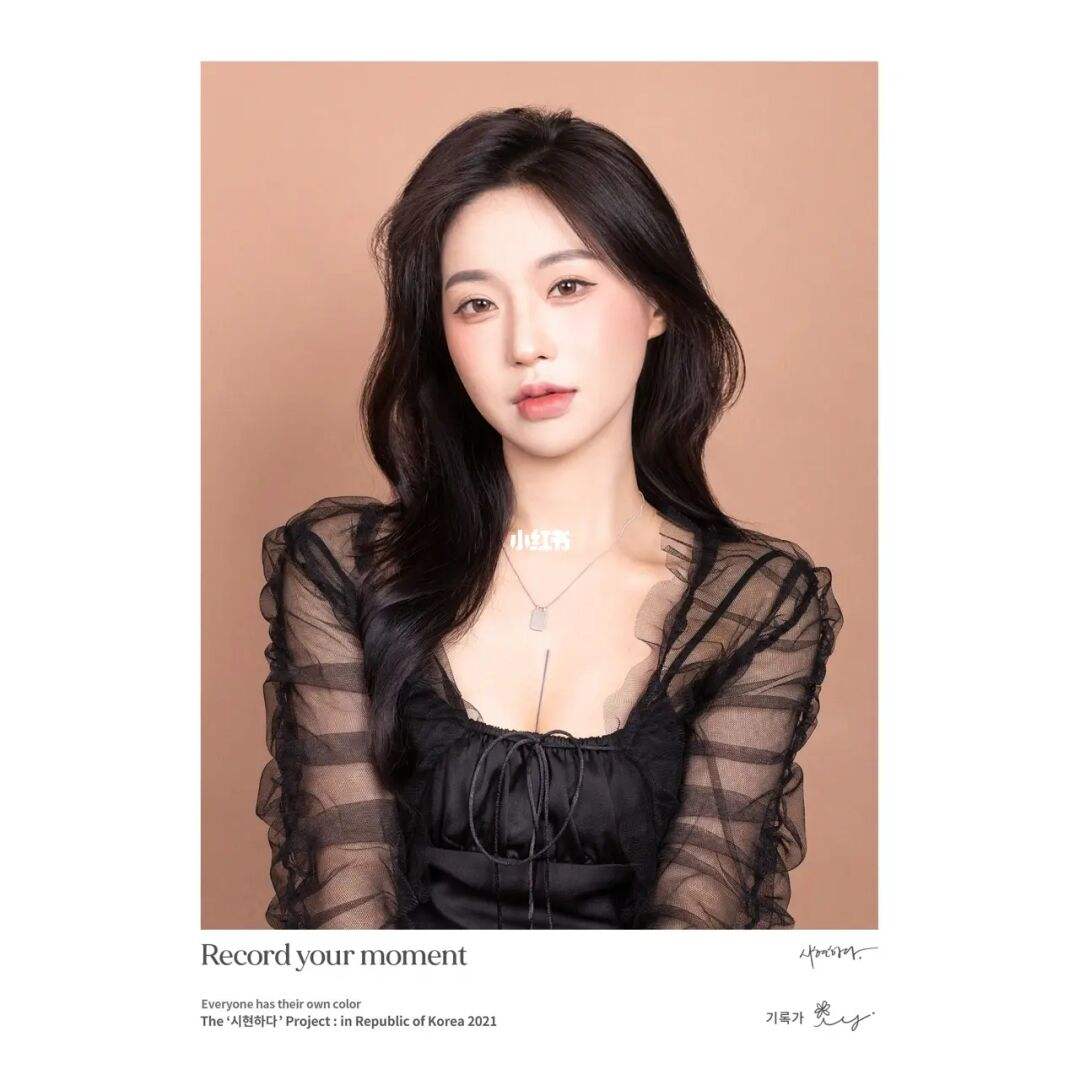 小红书
Record your moment
시현하다.
Everyone has their own color
The ‘시현하다’ Project : in Republic of Korea 2021
기록가